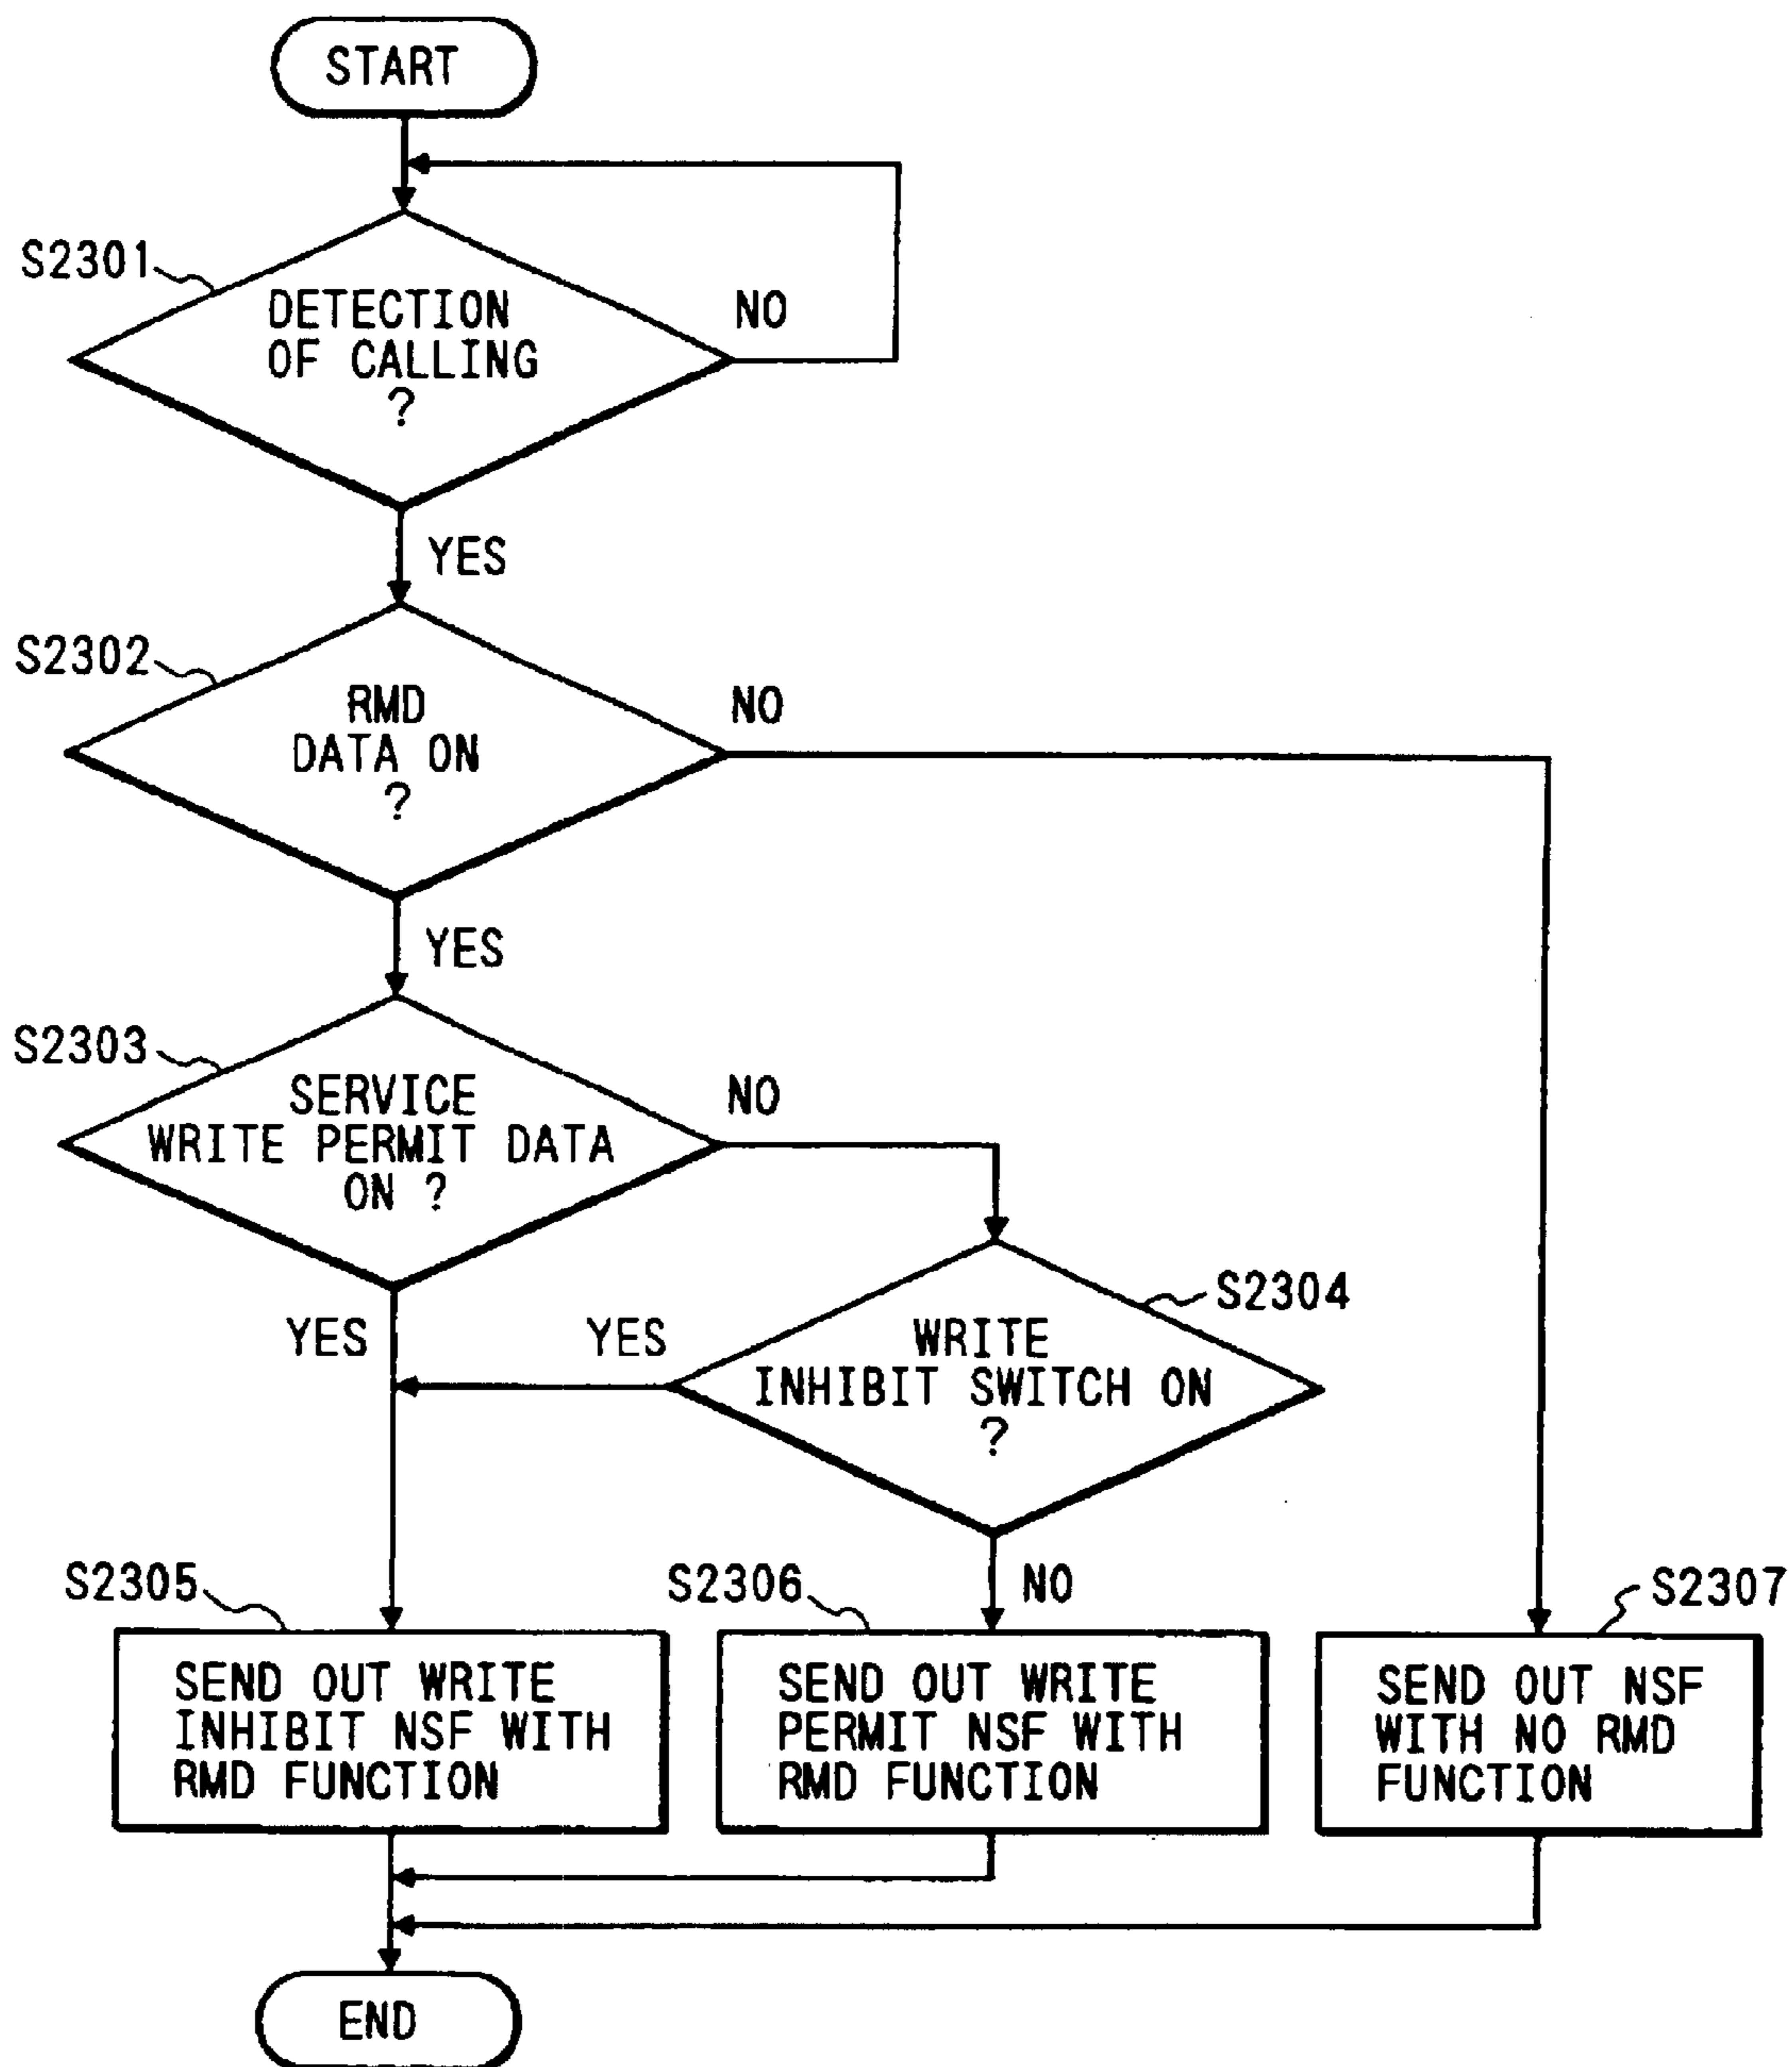 START
S2301
DETECTION
OF CALLING
?
NO
YES
S2302
RMD
DATA ON
?
NO
YES
S2303
SERVICE
WRITE PERMIT DATA
ON ?
NO
YES
S2304
WRITE
INHIBIT SWITCH ON
?
YES
NO
S2305
SEND OUT WRITE
INHIBIT NSF WITH
RMD FUNCTION
S2306
SEND OUT WRITE
PERMIT NSF WITH
RMD FUNCTION
S2307
SEND OUT NSF
WITH NO RMD
FUNCTION
END